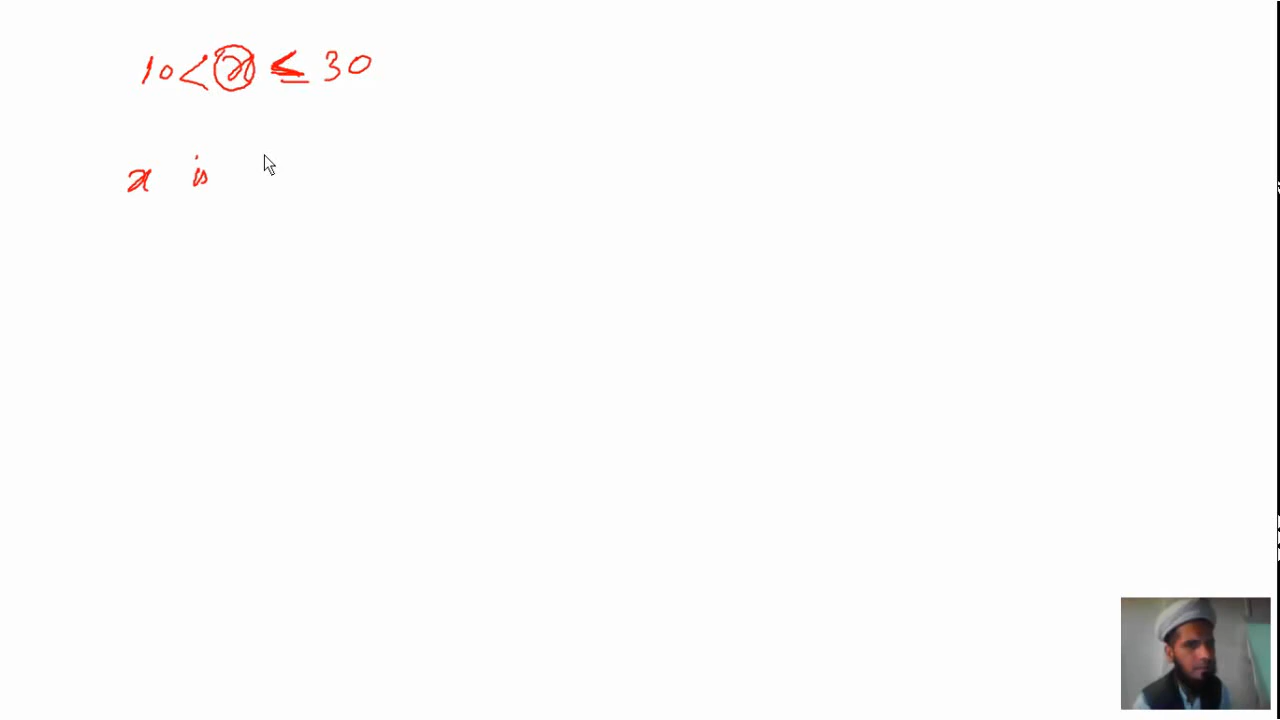 10 < x ≤ 30
x is